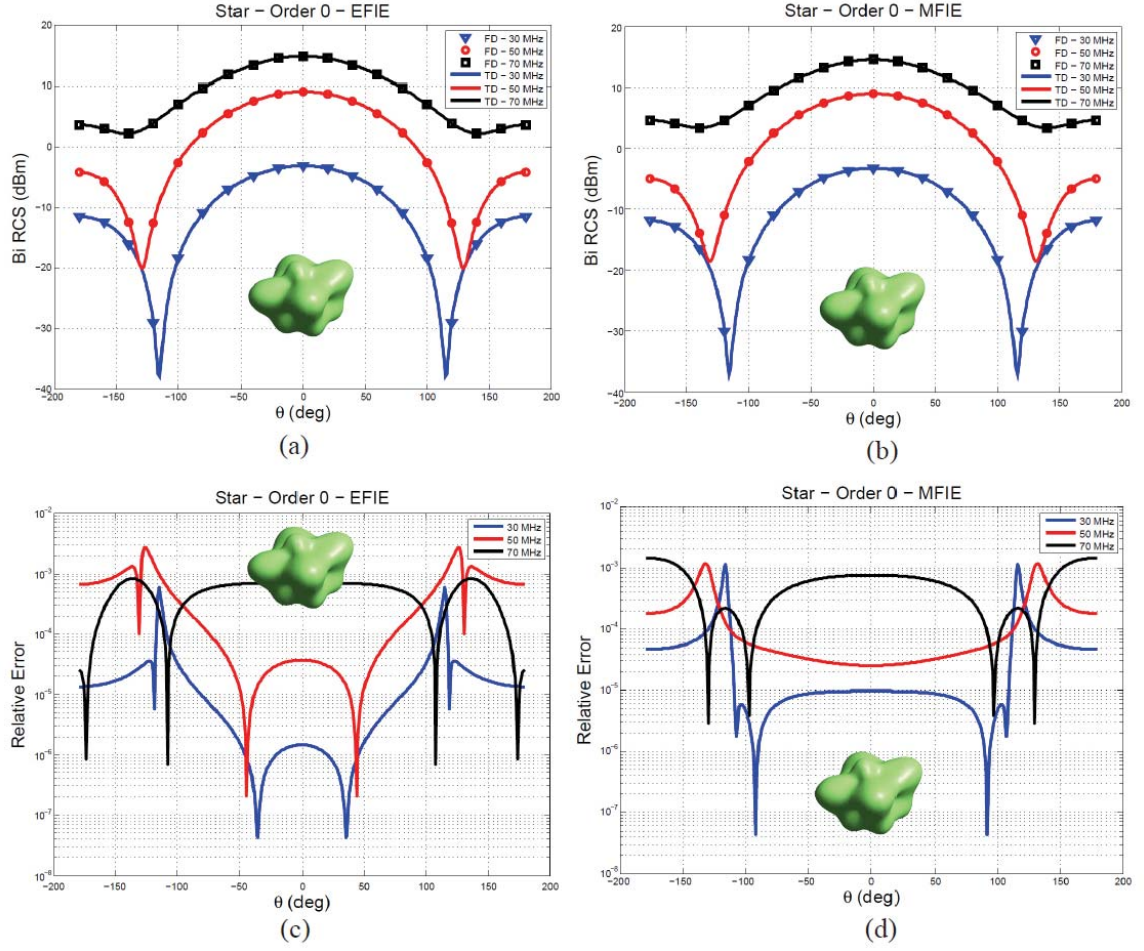 Star − Order 0 − EFIE
20
10
0
−10
−20
−30
−40
Bi RCS (dBm)
FD − 30 MHz
FD − 50 MHz
FD − 70 MHz
TD − 30 MHz
TD − 50 MHz
TD − 70 MHz
−200 −150 −100 −50 0 50 100 150 200
θ (deg)
(a)
Star − Order 0 − MFIE
20
10
0
−10
−20
−30
−40
Bi RCS (dBm)
FD − 30 MHz
FD − 50 MHz
FD − 70 MHz
TD − 30 MHz
TD − 50 MHz
TD − 70 MHz
−200 −150 −100 −50 0 50 100 150 200
θ (deg)
(b)
Star − Order 0 − EFIE
10⁻²
10⁻³
10⁻⁴
10⁻⁵
10⁻⁶
10⁻⁷
10⁻⁸
Relative Error
30 MHz
50 MHz
70 MHz
−200 −150 −100 −50 0 50 100 150 200
θ (deg)
(c)
Star − Order 0 − MFIE
10⁻²
10⁻³
10⁻⁴
10⁻⁵
10⁻⁶
10⁻⁷
10⁻⁸
Relative Error
30 MHz
50 MHz
70 MHz
−200 −150 −100 −50 0 50 100 150 200
θ (deg)
(d)